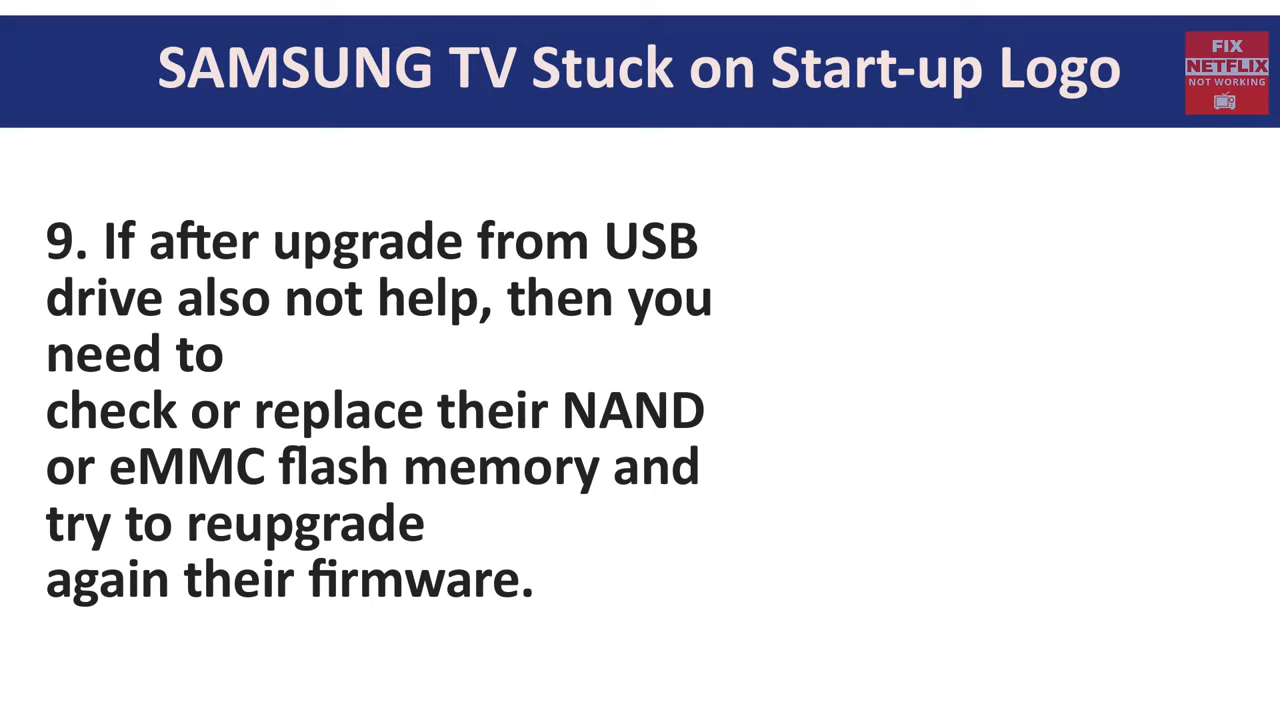 SAMSUNG TV Stuck on Start-up Logo
FIX
NETFLIX
NOT WORKING
9. If after upgrade from USB
drive also not help, then you
need to
check or replace their NAND
or eMMC flash memory and
try to reupgrade
again their firmware.